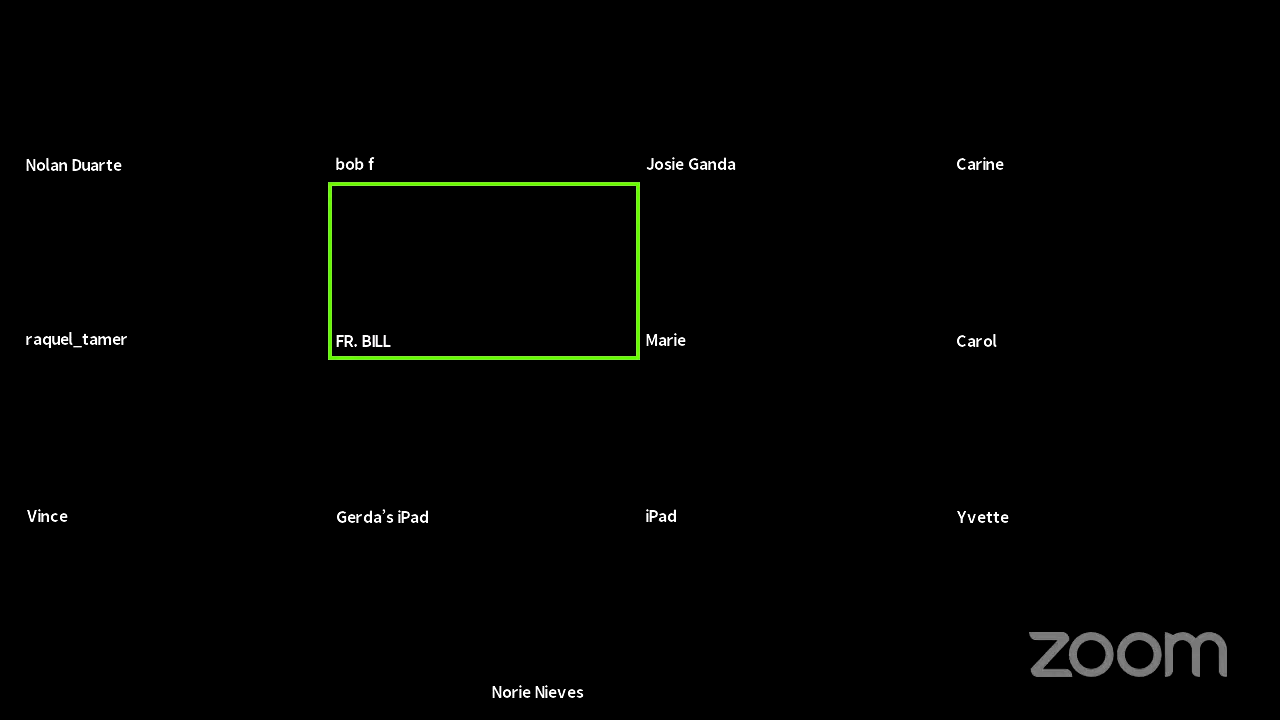 Nolan Duarte
bob f
Josie Ganda
Carine
raquel_tamer
FR. BILL
Marie
Carol
Vince
Gerda's iPad
iPad
Yvette
zoom
Norie Nieves